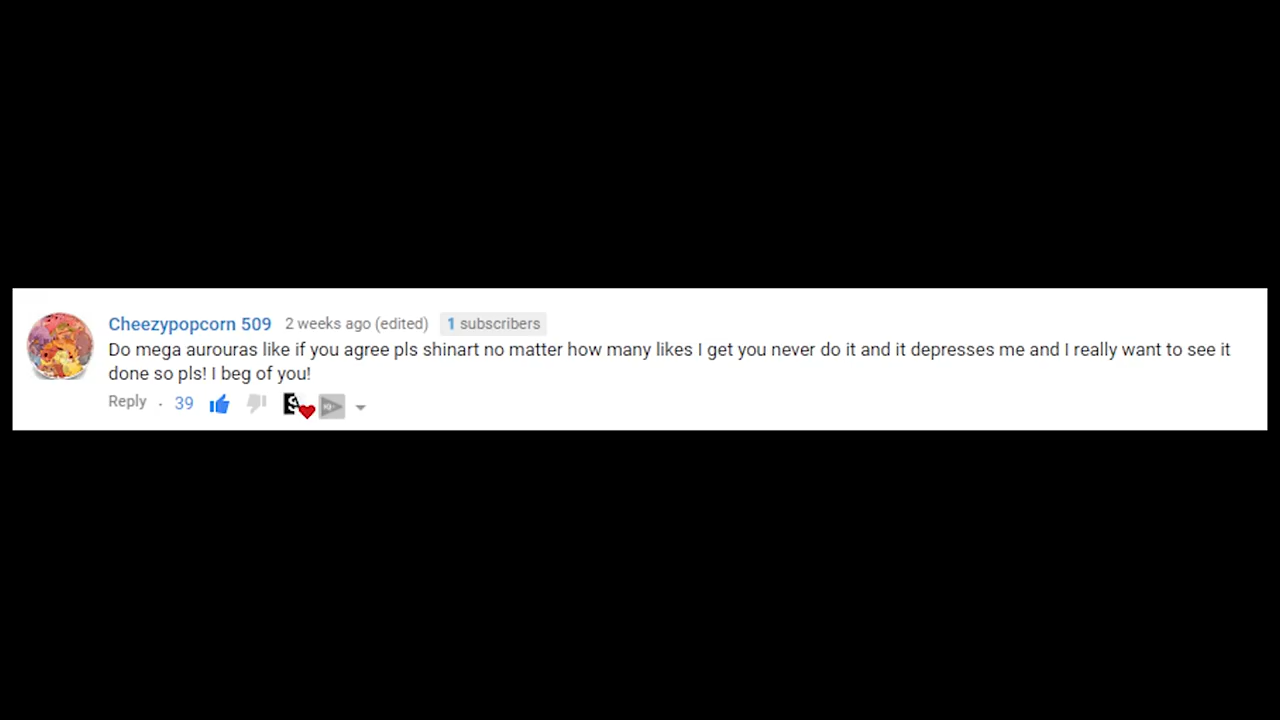 Cheezypopcorn 509 2 weeks ago (edited) 1 subscribers
Do mega aurouras like if you agree pls shinart no matter how many likes I get you never do it and it depresses me and I really want to see it
done so pls! I beg of you!
Reply · 39